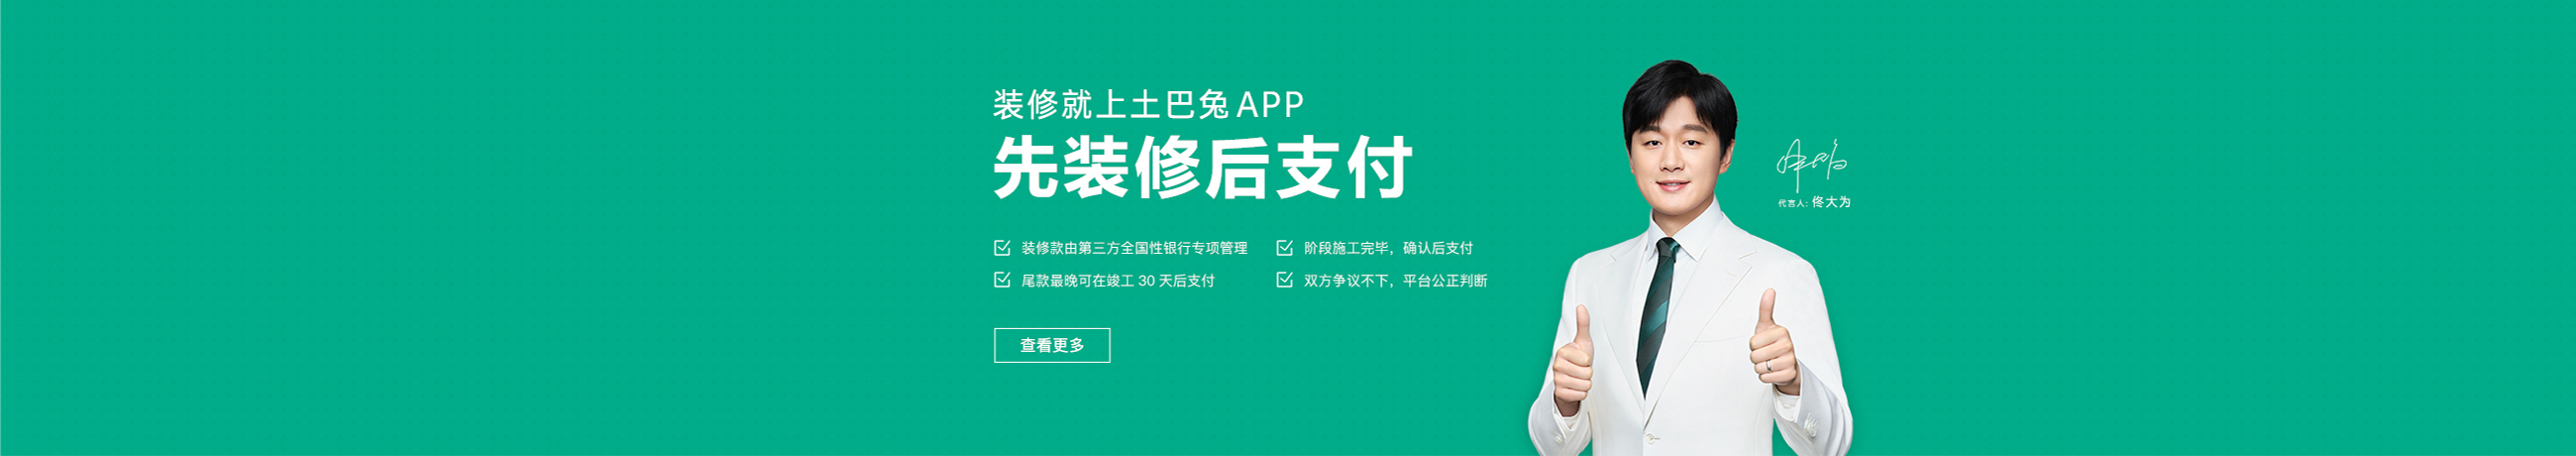 装修就上土巴兔APP
先装修后支付
装修款由第三方全国性银行专项管理
阶段施工完毕，确认后支付
尾款最晚可在竣工 30 天后支付
双方争议不下，平台公正判断
查看更多
代言人: 佟大为